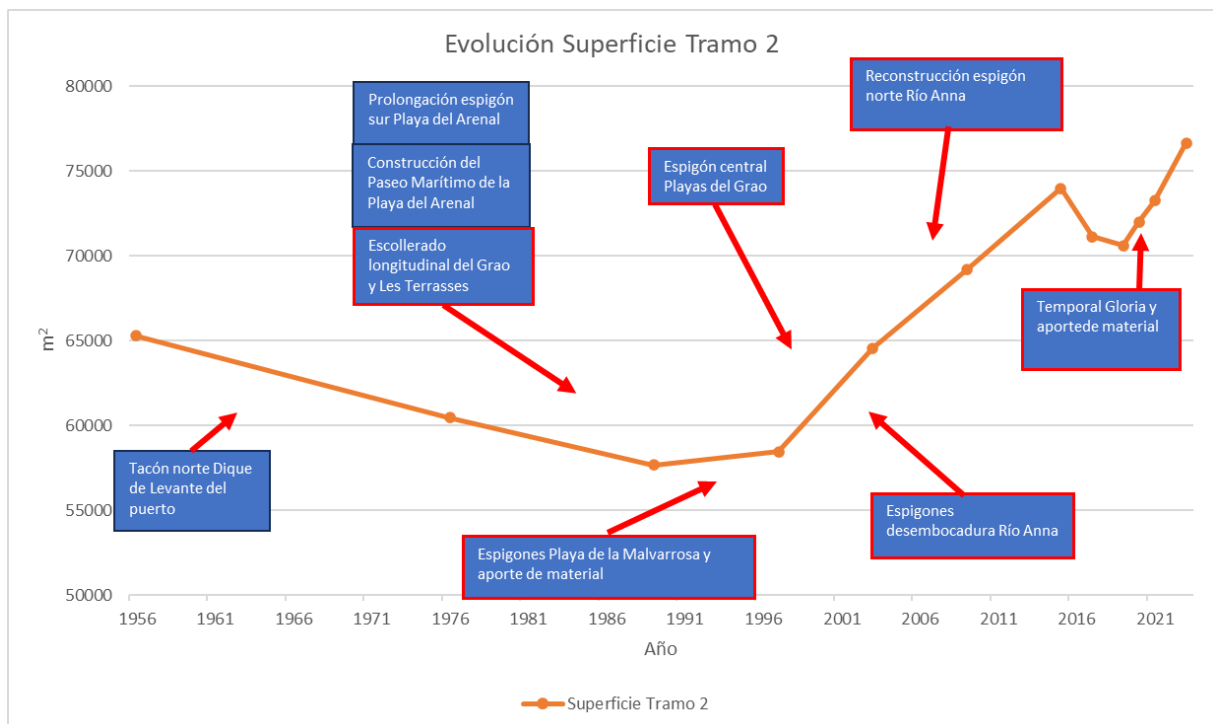 Evolución Superficie Tramo 2
80000
75000
70000
65000
60000
55000
50000
m²
Prolongación espigón
sur Playa del Arenal
Construcción del
Paseo Marítimo de la
Playa del Arenal
Escollerado
longitudinal del Grao
y Les Terrasses
Espigón central
Playas del Grao
Reconstrucción espigón
norte Río Anna
Temporal Gloria y
aportede material
Tacón norte Dique
de Levante del
puerto
Espigones Playa de la Malvarrosa y
aporte de material
Espigones
desembocadura Río Anna
1956 1961 1966 1971 1976 1981 1986 1991 1996 2001 2006 2011 2016 2021
Año
Superficie Tramo 2